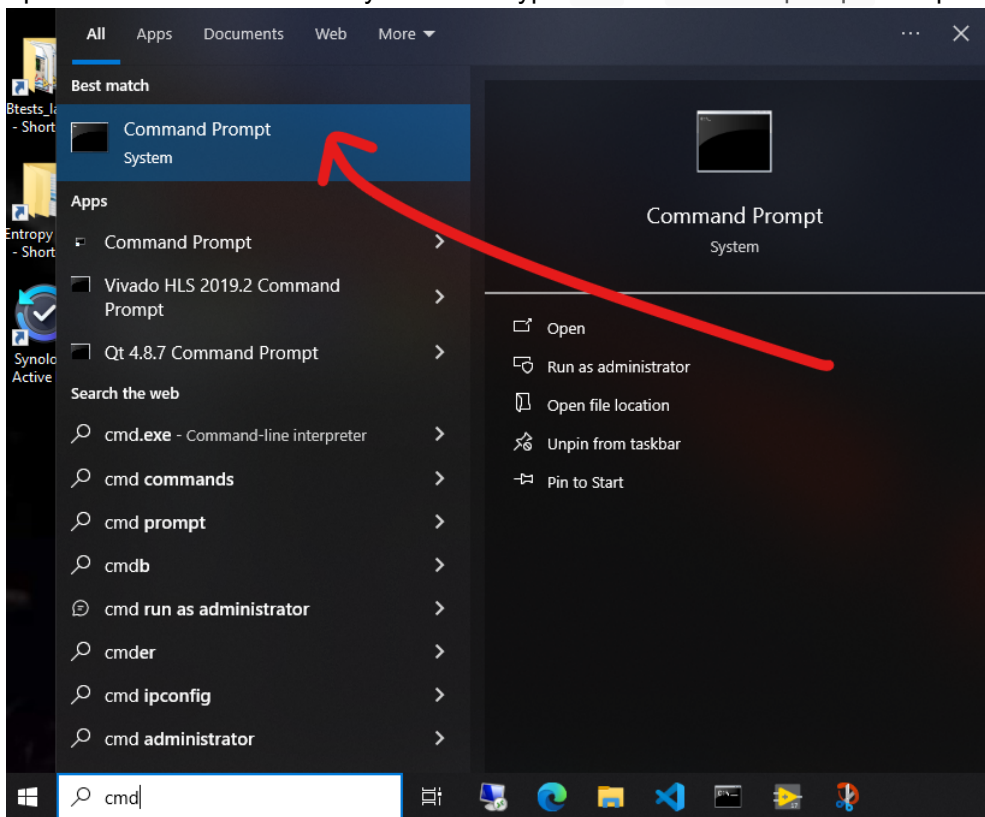 All Apps Documents Web More
Best match
Btests_la
- Short
Command Prompt
System
Apps
Entropy_
- Short
Command Prompt
Vivado HLS 2019.2 Command
Prompt
Qt 4.8.7 Command Prompt
Synolo
Active
Search the web
cmd.exe - Command-line interpreter
cmd commands
cmd prompt
cmdb
cmd run as administrator
cmder
cmd ipconfig
cmd administrator
cmd
Command Prompt
System
Open
Run as administrator
Open file location
Unpin from taskbar
Pin to Start